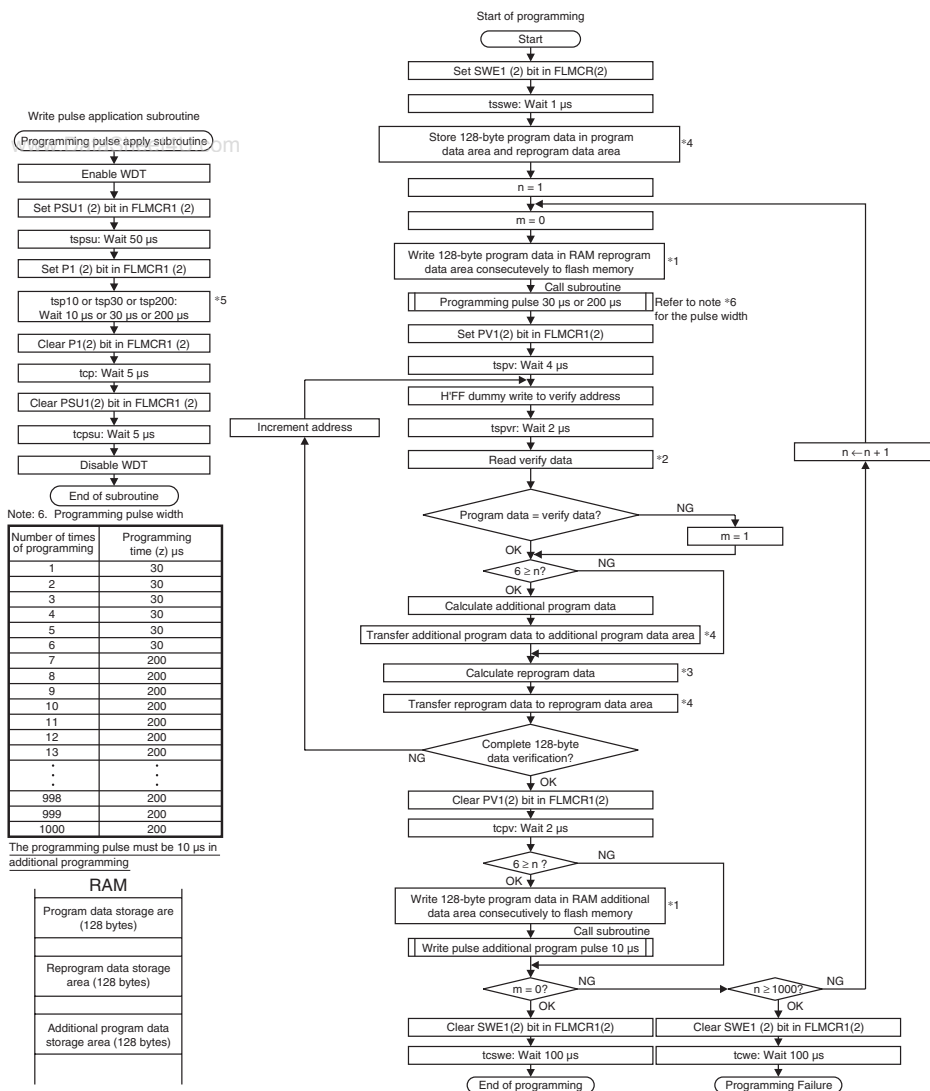 Write pulse application subroutine
www.DataSheet4U.com
Programming pulse apply subroutine
Enable WDT
Set PSU1 (2) bit in FLMCR1 (2)
tspsu: Wait 50 µs
Set P1 (2) bit in FLMCR1 (2)
tsp10 or tsp30 or tsp200:
Wait 10 µs or 30 µs or 200 µs
*5
Clear P1(2) bit in FLMCR1 (2)
tcp: Wait 5 µs
Clear PSU1(2) bit in FLMCR1 (2)
tcpsu: Wait 5 µs
Disable WDT
End of subroutine
Note: 6. Programming pulse width
Number of times of programming Programming time (z) µs
1 30
2 30
3 30
4 30
5 30
6 30
7 200
8 200
9 200
10 200
11 200
12 200
13 200
998 200
999 200
1000 200
The programming pulse must be 10 µs in
additional programming
RAM
Program data storage are
(128 bytes)
Reprogram data storage
area (128 bytes)
Additional program data
storage area (128 bytes)
Start of programming
Start
Set SWE1 (2) bit in FLMCR(2)
tsswe: Wait 1 µs
Store 128-byte program data in program
data area and reprogram data area
*4
n = 1
m = 0
Write 128-byte program data in RAM reprogram
data area consecutevely to flash memory
*1
Call subroutine
Programming pulse 30 µs or 200 µs
Refer to note *6
for the pulse width
Set PV1(2) bit in FLMCR1(2)
tspv: Wait 4 µs
H'FF dummy write to verify address
Increment address
tspvr: Wait 2 µs
Read verify data
*2
n ← n + 1
Program data = verify data?
NG
m = 1
OK
6 ≥ n?
NG
OK
Calculate additional program data
Transfer additional program data to additional program data area
*4
Calculate reprogram data
*3
Transfer reprogram data to reprogram data area
*4
Complete 128-byte
data verification?
NG
OK
Clear PV1(2) bit in FLMCR1(2)
tcpv: Wait 2 µs
6 ≥ n ?
NG
OK
Write 128-byte program data in RAM additional
data area consecutively to flash memory
*1
Call subroutine
Write pulse additional program pulse 10 µs
m = 0?
NG
n ≥ 1000?
NG
OK
OK
Clear SWE1(2) bit in FLMCR1(2)
Clear SWE1 (2) bit in FLMCR1(2)
tcswe: Wait 100 µs
tcwe: Wait 100 µs
End of programming
Programming Failure